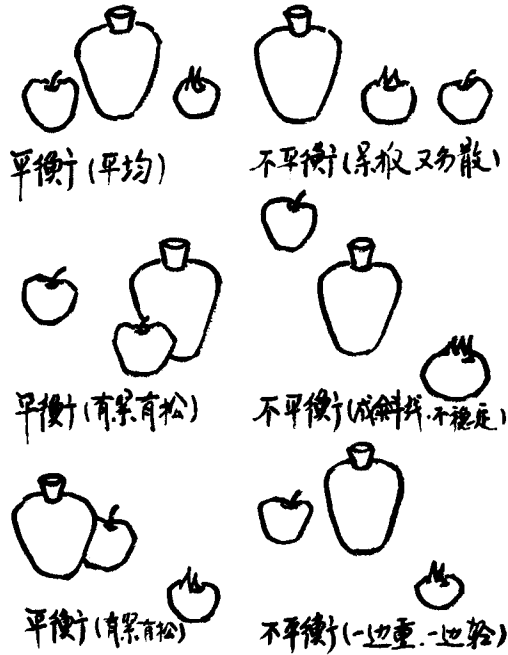 平衡(平均)
不平衡(呆板又分散)
平衡(有紧有松)
不平衡(成斜线.不稳定)
平衡(有紧有松)
不平衡(一边重.一边轻)